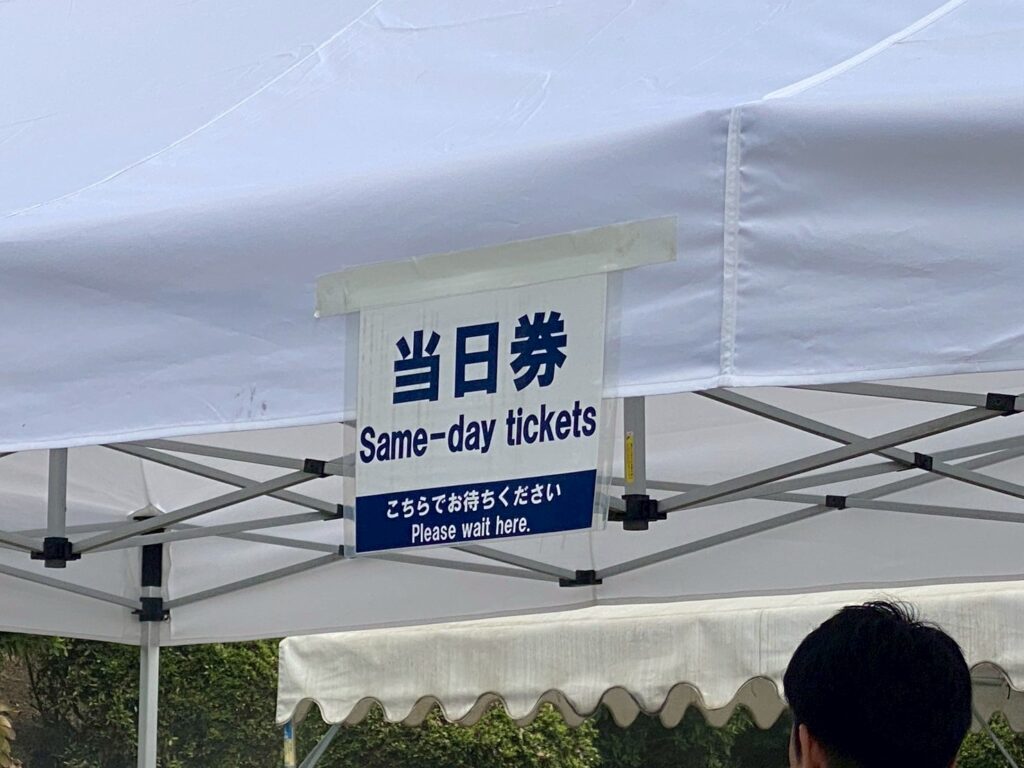 当日券
Same-day tickets
こちらでお待ちください
Please wait here.